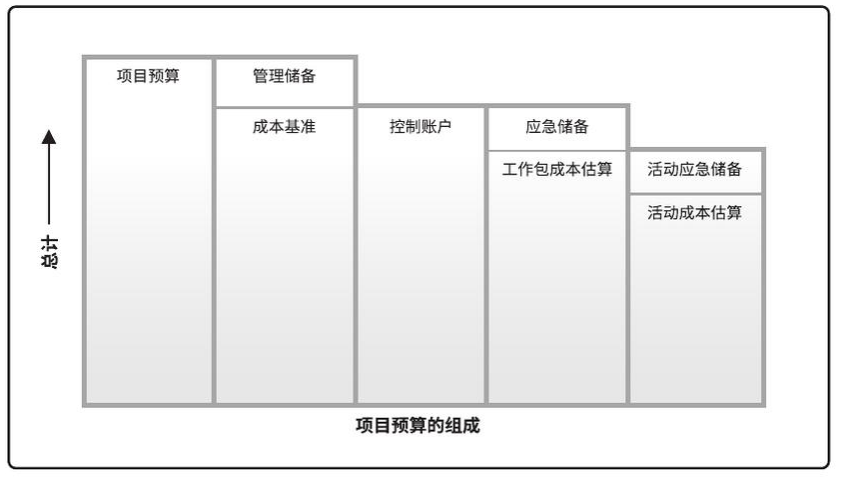 项目预算
管理储备
成本基准
控制账户
应急储备
工作包成本估算
活动应急储备
活动成本估算
总计
项目预算的组成